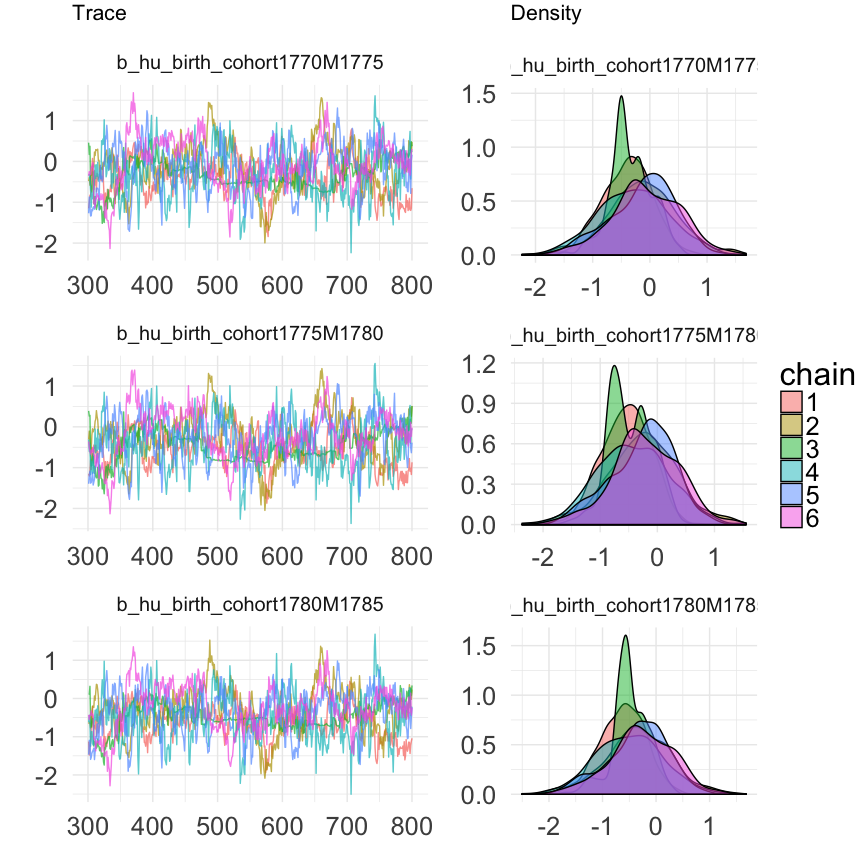 Trace
Density
b_hu_birth_cohort1770M1775
_hu_birth_cohort1770M177
1
0
-1
-2
300 400 500 600 700 800
1.5
1.0
0.5
0.0
-2 -1 0 1
b_hu_birth_cohort1775M1780
_hu_birth_cohort1775M178
1
0
-1
-2
300 400 500 600 700 800
1.2
0.9
0.6
0.3
0.0
-2 -1 0 1
b_hu_birth_cohort1780M1785
_hu_birth_cohort1780M178
1
0
-1
-2
300 400 500 600 700 800
1.5
1.0
0.5
0.0
-2 -1 0 1
chain
1
2
3
4
5
6